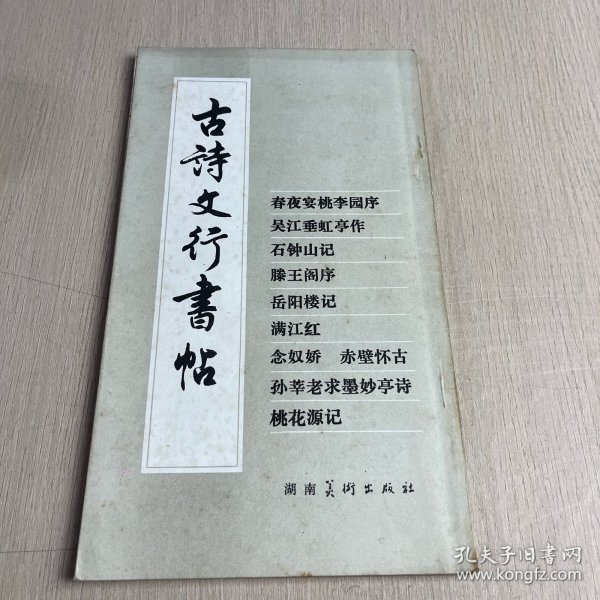 古詩文行書帖
春夜宴桃李园序
吴江垂虹亭作
石钟山记
滕王阁序
岳阳楼记
满江红
念奴娇 赤壁怀古
孙莘老求墨妙亭诗
桃花源记
湖南美術出版社
孔夫子旧书网
www.kongfz.com